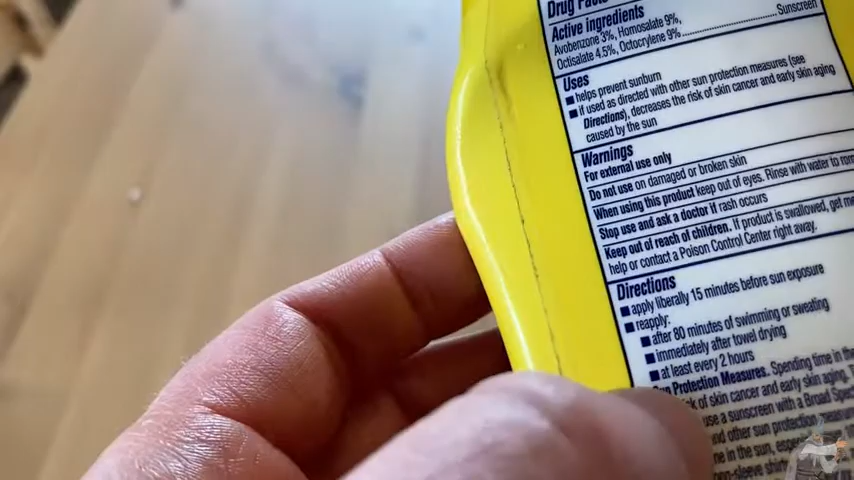 Drug Facts
Active ingredients
Avobenzone 3%, Homosalate 9%,
Octisalate 4.5%, Octocrylene 9%........Sunscreen
Uses
■ helps prevent sunburn
■ if used as directed with other sun protection measures (see
Directions), decreases the risk of skin cancer and early skin aging
caused by the sun
Warnings
For external use only
Do not use on damaged or broken skin
When using this product keep out of eyes. Rinse with water to
Stop use and ask a doctor if rash occurs
Keep out of reach of children. If product is swallowed, get
help or contact a Poison Control Center right away.
Directions
■ apply liberally 15 minutes before sun exposure
■ reapply:
■ after 80 minutes of swimming or sweating
■ immediately after towel drying
■ at least every 2 hours
Protection Measures. Spending time in
risk of skin cancer and early skin aging.
use a sunscreen with a Broad
and other sun protection
time in the sun,